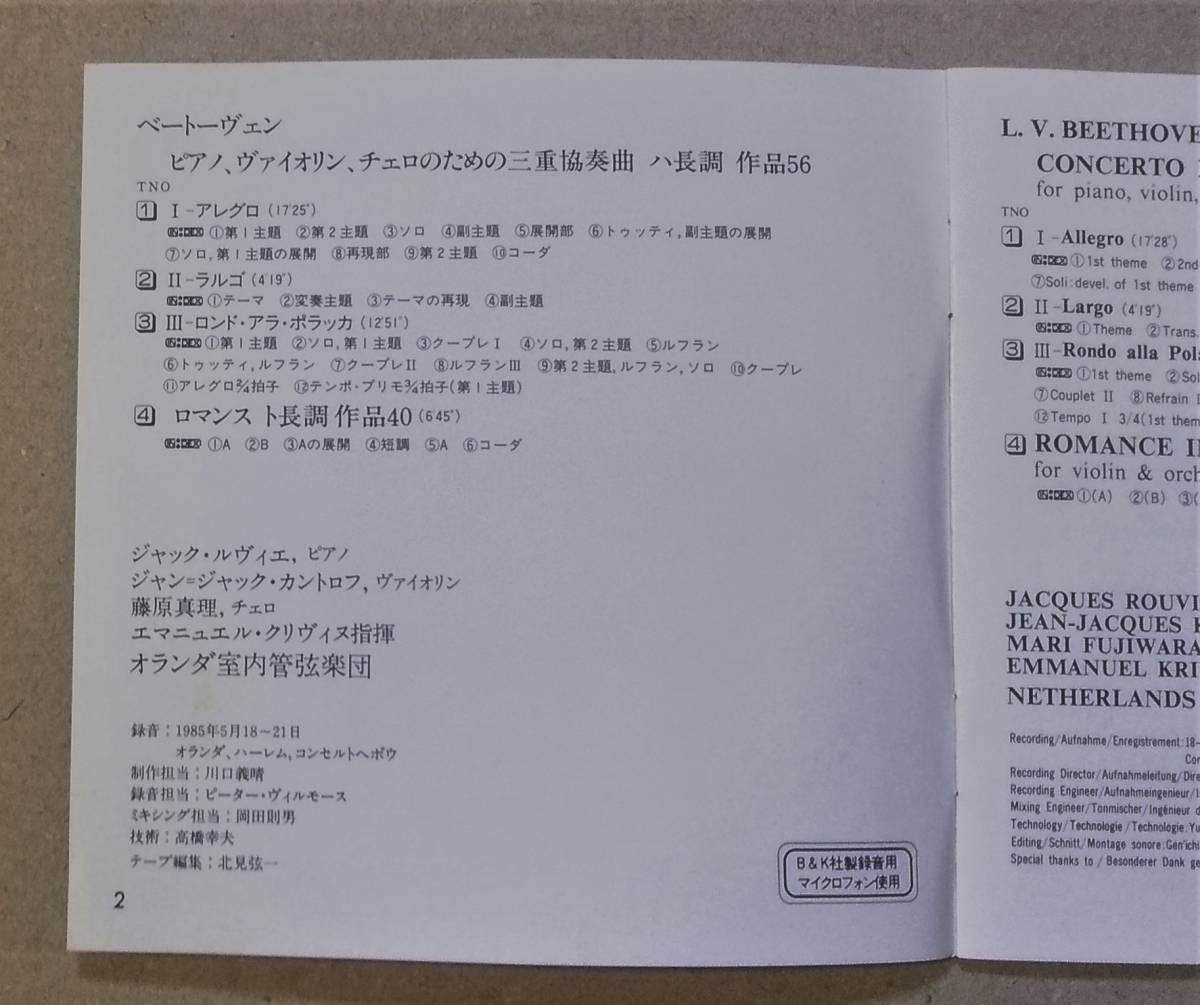 ベートーヴェン
ピアノ、ヴァイオリン、チェロのための三重協奏曲 ハ長調 作品56
TNO
1 I-アレグロ (17'25")
①第1主題 ②第2主題 ③ソロ ④副主題 ⑤展開部 ⑥トゥッティ,副主題の展開
⑦ソロ,第1主題の展開 ⑧再現部 ⑨第2主題 ⑩コーダ
2 II-ラルゴ (4'19")
①テーマ ②変奏主題 ③テーマの再現 ④副主題
3 III-ロンド・アラ・ポラッカ (12'51")
①第1主題 ②ソロ,第1主題 ③クープレI ④ソロ,第2主題 ⑤ルフラン
⑥トゥッティ,ルフラン ⑦クープレII ⑧ルフランIII ⑨第2主題,ルフラン,ソロ ⑩クープレ
⑪アレグロ2/4拍子 ⑫テンポ・プリモ3/4拍子(第1主題)
4 ロマンス ト長調 作品40 (6'45")
①A ②B ③Aの展開 ④短調 ⑤A ⑥コーダ
ジャック・ルヴィエ, ピアノ
ジャン=ジャック・カントロフ, ヴァイオリン
藤原真理, チェロ
エマニュエル・クリヴィヌ指揮
オランダ室内管弦楽団
録音:1985年5月18~21日
オランダ、ハーレム,コンセルトヘボウ
制作担当:川口義晴
録音担当:ピーター・ヴィルモース
ミキシング担当:岡田則男
技術:高橋幸夫
テープ編集:北見弦一
B&K社製録音用
マイクロフォン使用
2
L. V. BEETHOVE
CONCERTO
for piano, violin,
TNO
1 I-Allegro (17'28")
①1st theme ②2nd
⑦Soli:devel. of 1st theme
2 II-Largo (4'19")
①Theme ②Trans.
3 III-Rondo alla Pol
①1st theme ②Sol
⑦Couplet II ⑧Refrain
⑫Tempo I 3/4(1st them
4 ROMANCE I
for violin & orch
①(A) ②(B) ③(
JACQUES ROUVI
JEAN-JACQUES K
MARI FUJIWARA
EMMANUEL KRI
NETHERLANDS
Recording/Aufnahme/Enregistrement:18-
Cor
Recording Director/Aufnahmeleitung/Dire
Recording Engineer/Aufnahmeingenieur/I
Mixing Engineer/Tonmischer/Ingénieur d
Technology/Technologie/Technologie:Yu
Editing/Schnitt/Montage sonore:Gen'ichi
Special thanks to / Besonderer Dank ge